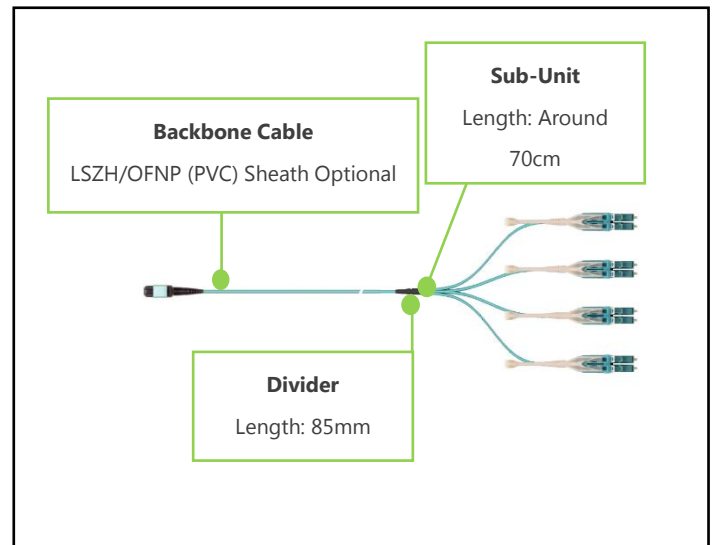 Sub-Unit
Length: Around
70cm
Backbone Cable
LSZH/OFNP (PVC) Sheath Optional
Divider
Length: 85mm